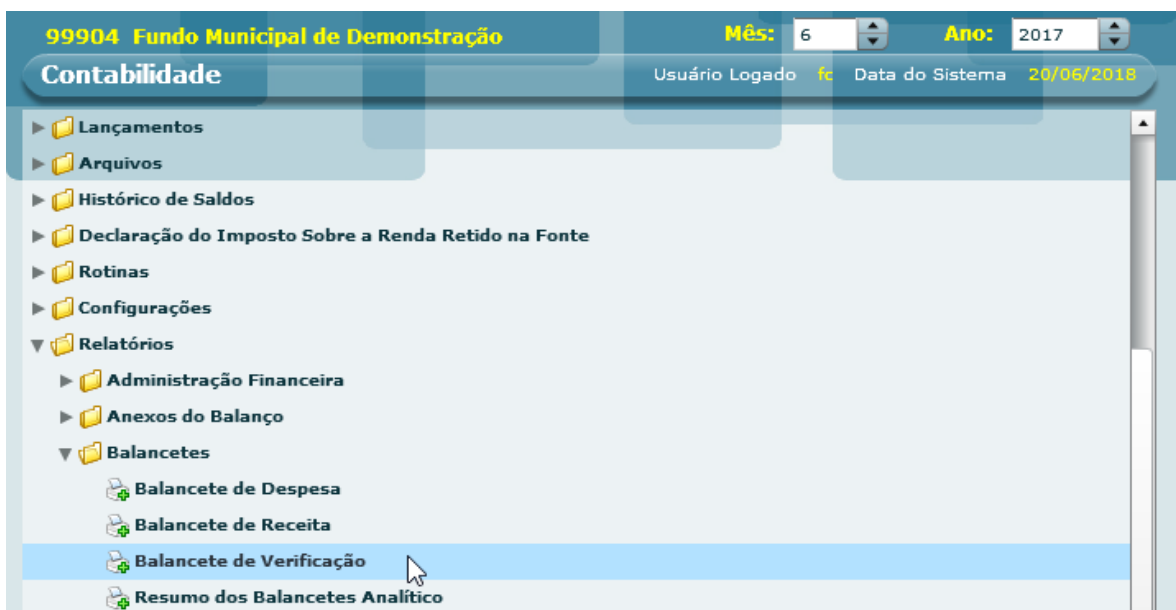 99904 Fundo Municipal de Demonstração Mês: 6 Ano: 2017
Contabilidade Usuário Logado fc Data do Sistema 20/06/2018
Lançamentos
Arquivos
Histórico de Saldos
Declaração do Imposto Sobre a Renda Retido na Fonte
Rotinas
Configurações
Relatórios
Administração Financeira
Anexos do Balanço
Balancetes
Balancete de Despesa
Balancete de Receita
Balancete de Verificação
Resumo dos Balancetes Analítico